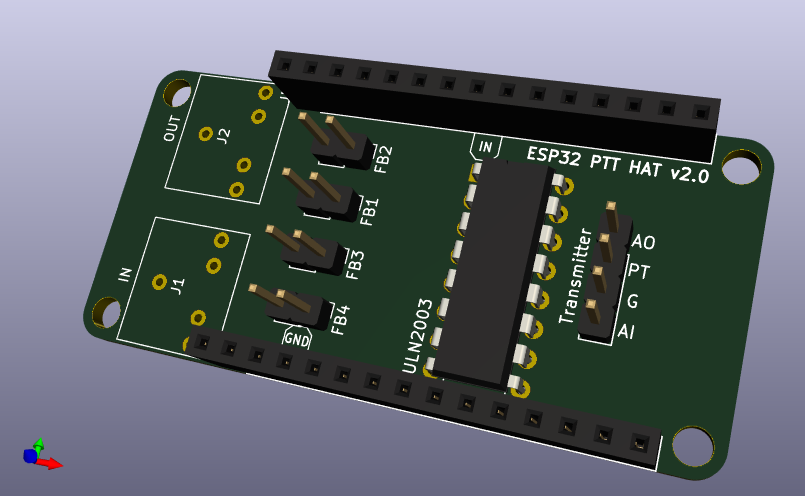 OUT
J2
FB2
IN
ESP32 PTT HAT v2.0
FB1
AO
IN
J1
FB3
Transmitter
PT
FB4
G
GND
ULN2003
AI